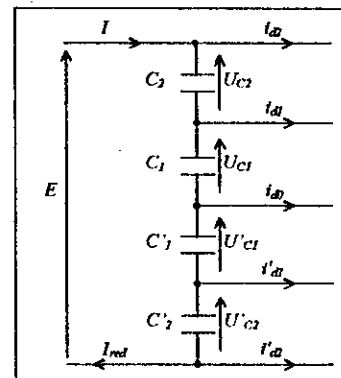 I i_{d2}
C_2 U_{C2}
i_{d1}
C_1 U_{C1}
E i_{d0}
C'_1 U'_{C1}
i'_{d1}
C'_2 U'_{C2}
I_{red} i'_{d2}